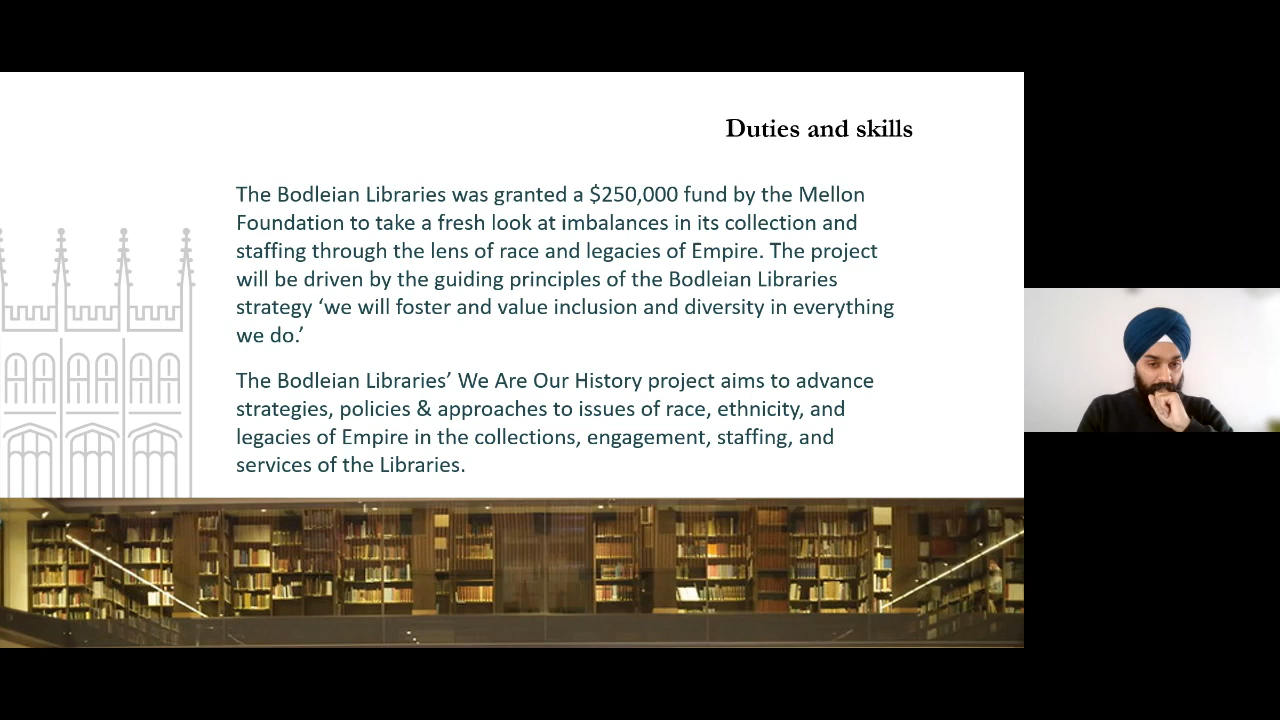 Duties and skills
The Bodleian Libraries was granted a $250,000 fund by the Mellon
Foundation to take a fresh look at imbalances in its collection and
staffing through the lens of race and legacies of Empire. The project
will be driven by the guiding principles of the Bodleian Libraries
strategy ‘we will foster and value inclusion and diversity in everything
we do.’
The Bodleian Libraries’ We Are Our History project aims to advance
strategies, policies & approaches to issues of race, ethnicity, and
legacies of Empire in the collections, engagement, staffing, and
services of the Libraries.